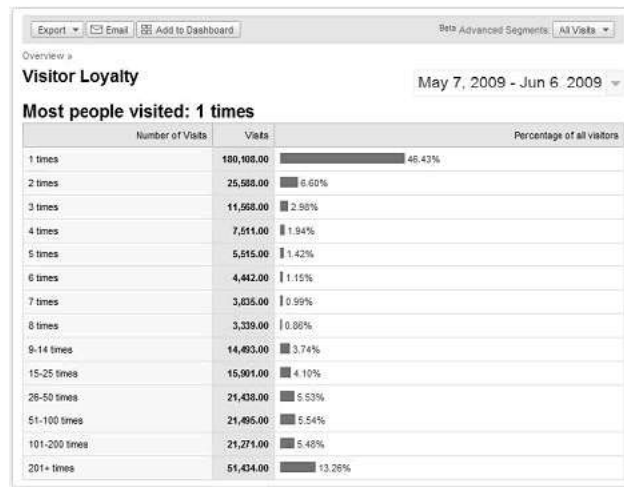 Export Email Add to Dashboard Beta Advanced Segments: All Visits
Overview »
Visitor Loyalty
May 7, 2009 - Jun 6 2009
Most people visited: 1 times
Number of Visits Visits Percentage of all visitors
1 times 180,108.00 46.43%
2 times 25,588.00 6.60%
3 times 11,568.00 2.98%
4 times 7,511.00 1.94%
5 times 5,515.00 1.42%
6 times 4,442.00 1.15%
7 times 3,835.00 0.99%
8 times 3,339.00 0.86%
9-14 times 14,493.00 3.74%
15-25 times 15,901.00 4.10%
26-50 times 21,438.00 5.53%
51-100 times 21,495.00 5.54%
101-200 times 21,271.00 5.48%
201+ times 51,434.00 13.26%